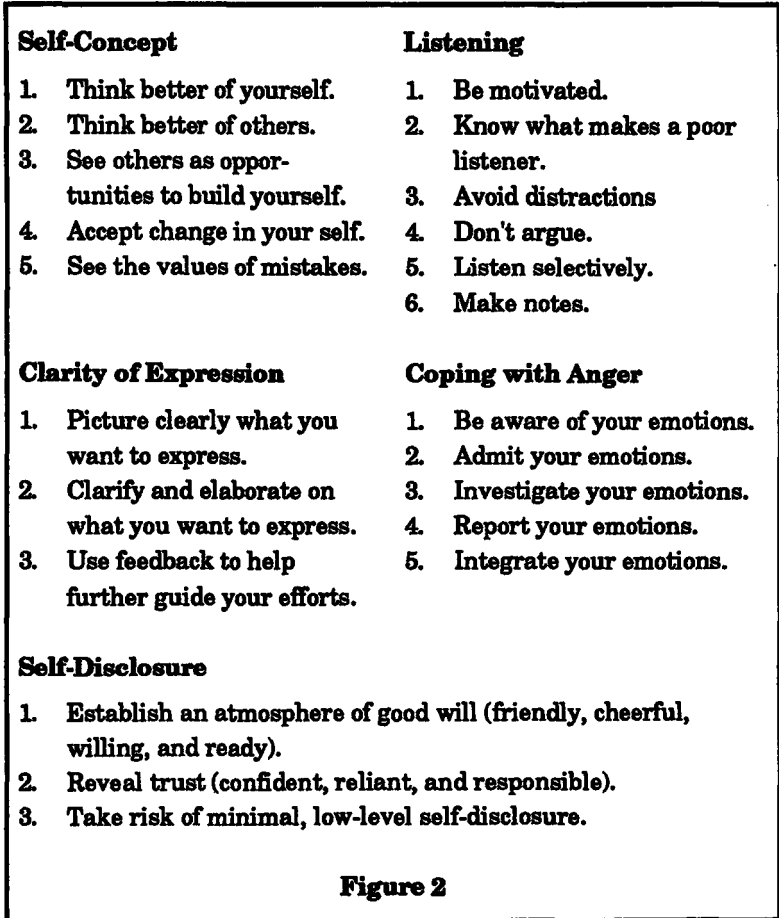 Self-Concept
1. Think better of yourself.
2. Think better of others.
3. See others as oppor-
tunities to build yourself.
4. Accept change in your self.
5. See the values of mistakes.
Listening
1. Be motivated.
2. Know what makes a poor
listener.
3. Avoid distractions
4. Don't argue.
5. Listen selectively.
6. Make notes.
Clarity of Expression
1. Picture clearly what you
want to express.
2. Clarify and elaborate on
what you want to express.
3. Use feedback to help
further guide your efforts.
Coping with Anger
1. Be aware of your emotions.
2. Admit your emotions.
3. Investigate your emotions.
4. Report your emotions.
5. Integrate your emotions.
Self-Disclosure
1. Establish an atmosphere of good will (friendly, cheerful,
willing, and ready).
2. Reveal trust (confident, reliant, and responsible).
3. Take risk of minimal, low-level self-disclosure.
Figure 2